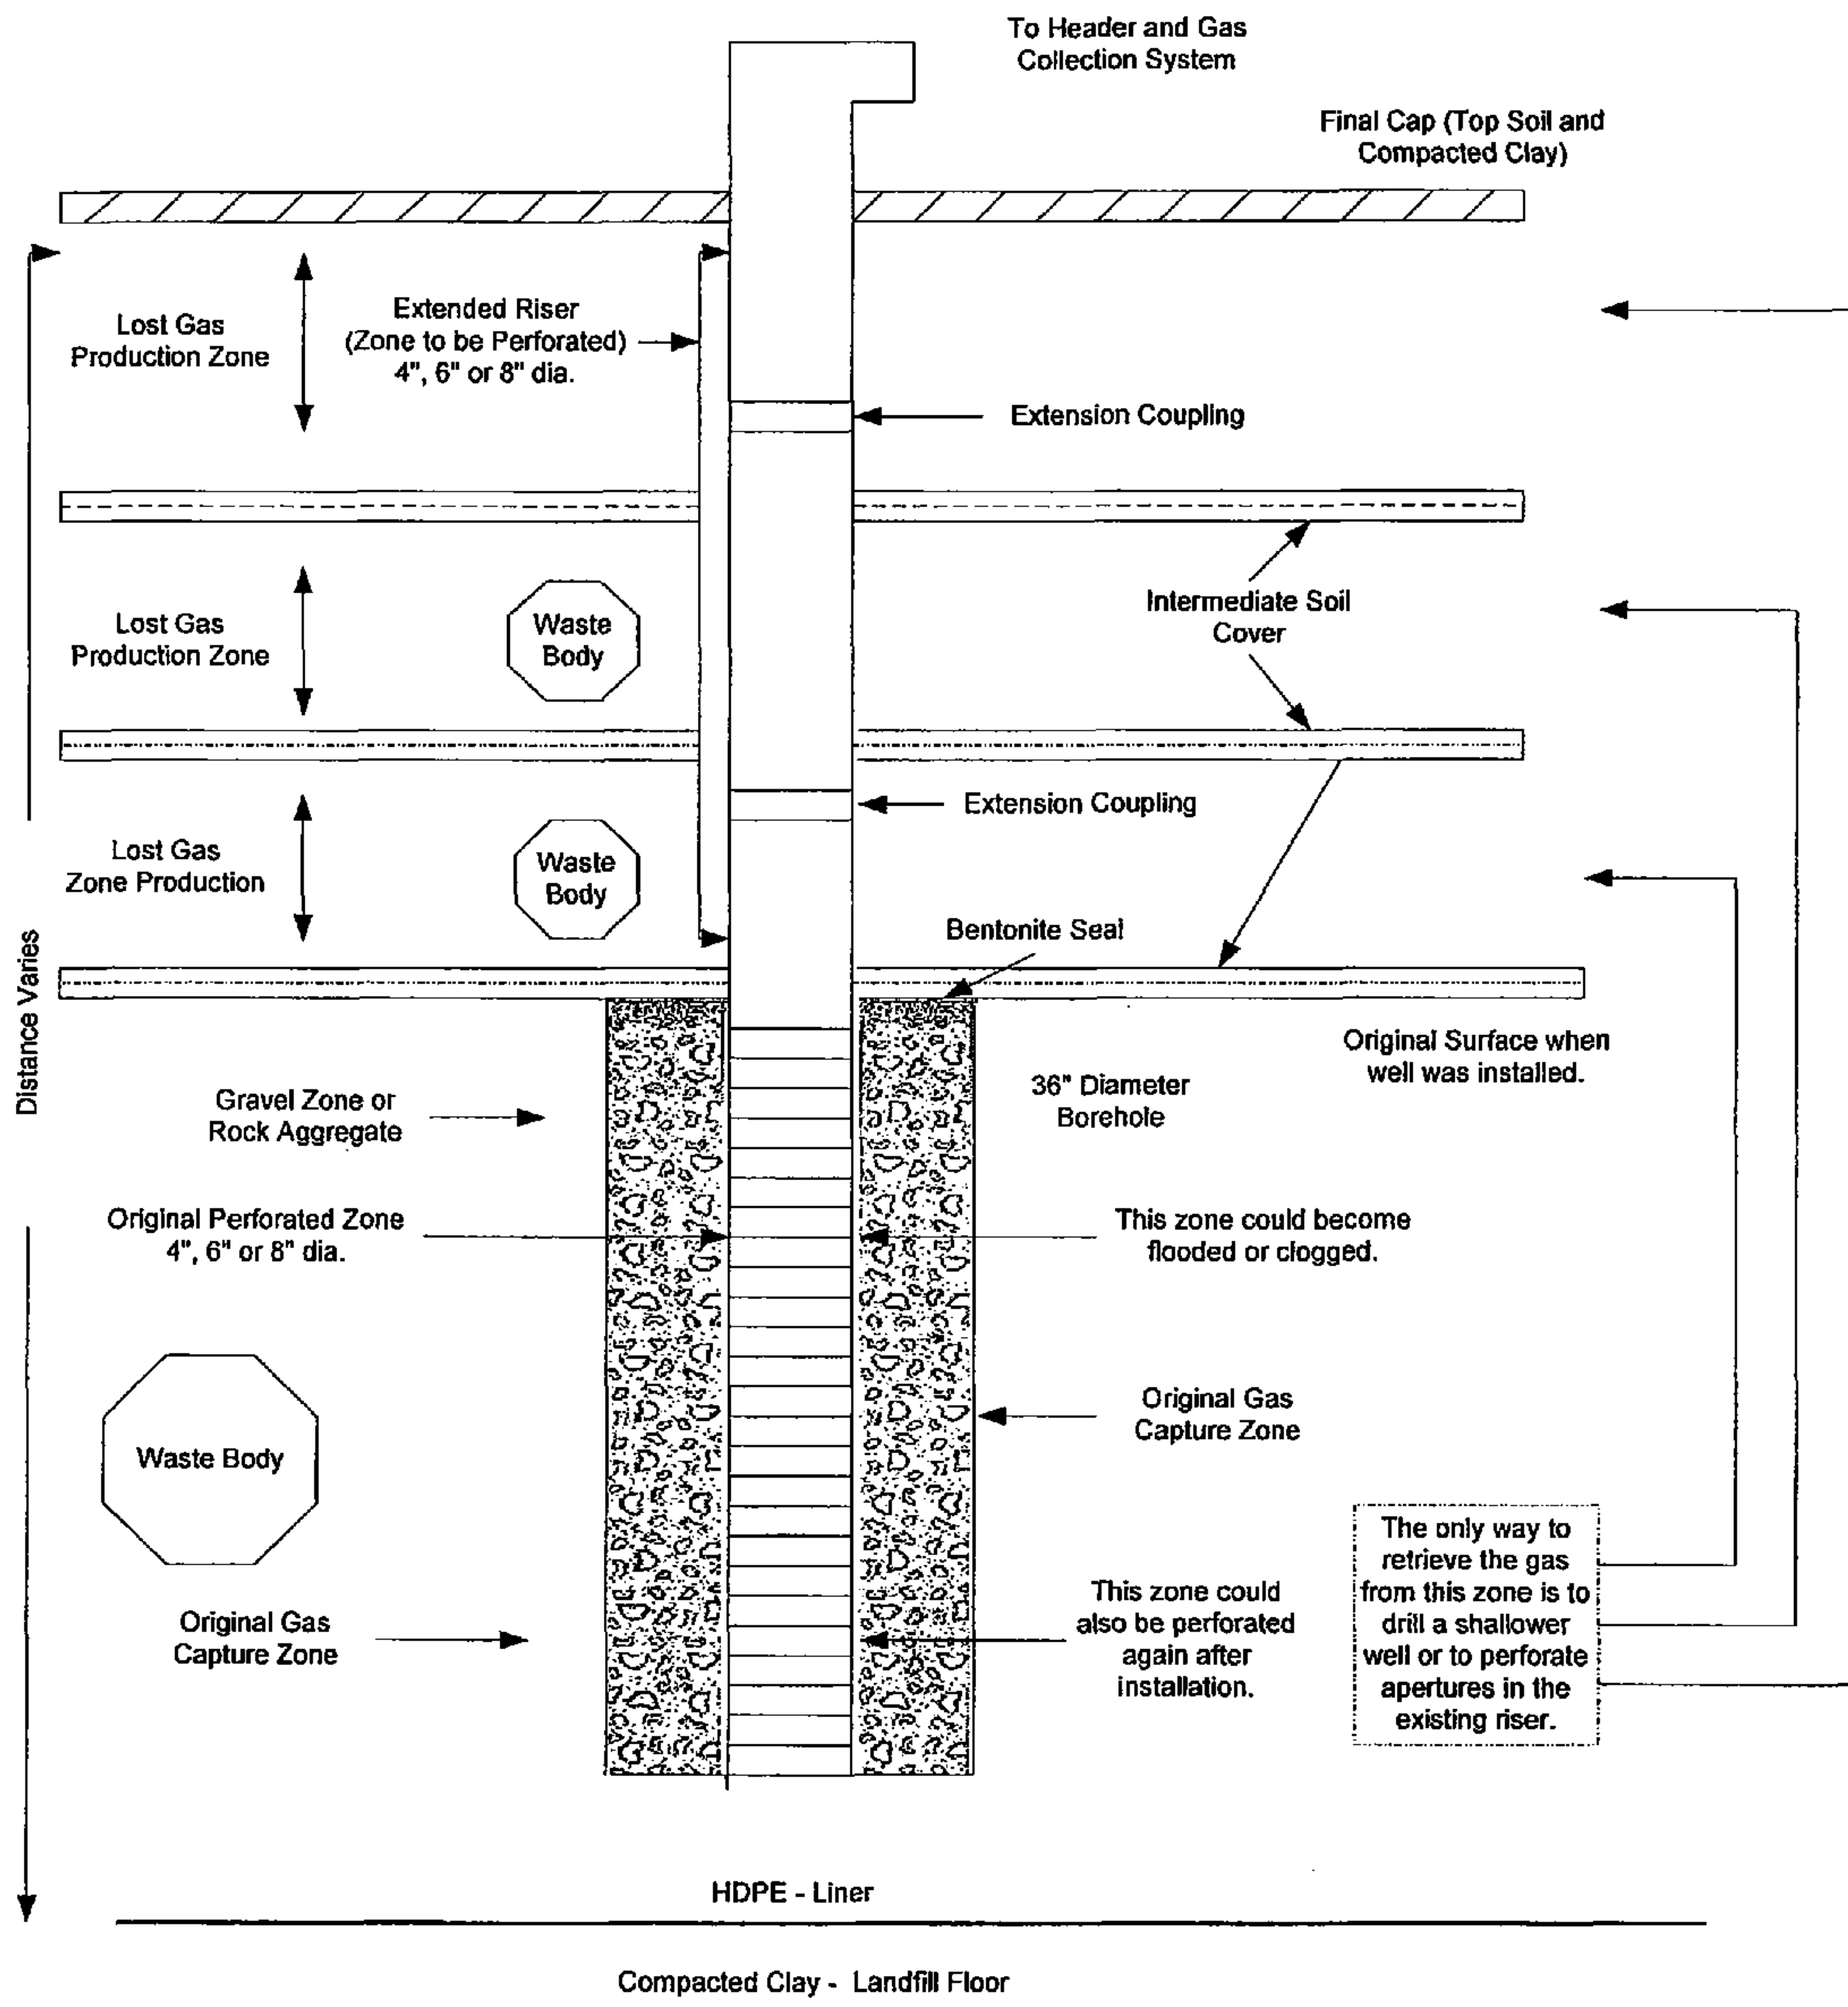 To Header and Gas
Collection System
Final Cap (Top Soil and
Compacted Clay)
Lost Gas
Production Zone
Extended Riser
(Zone to be Perforated)
4", 6" or 8" dia.
Extension Coupling
Lost Gas
Production Zone
Waste
Body
Intermediate Soil
Cover
Extension Coupling
Lost Gas
Zone Production
Waste
Body
Bentonite Seal
Distance Varies
Original Surface when
well was installed.
Gravel Zone or
Rock Aggregate
36" Diameter
Borehole
Original Perforated Zone
4", 6" or 8" dia.
This zone could become
flooded or clogged.
Waste Body
Original Gas
Capture Zone
Original Gas
Capture Zone
This zone could
also be perforated
again after
installation.
The only way to
retrieve the gas
from this zone is to
drill a shallower
well or to perforate
apertures in the
existing riser.
HDPE - Liner
Compacted Clay - Landfill Floor